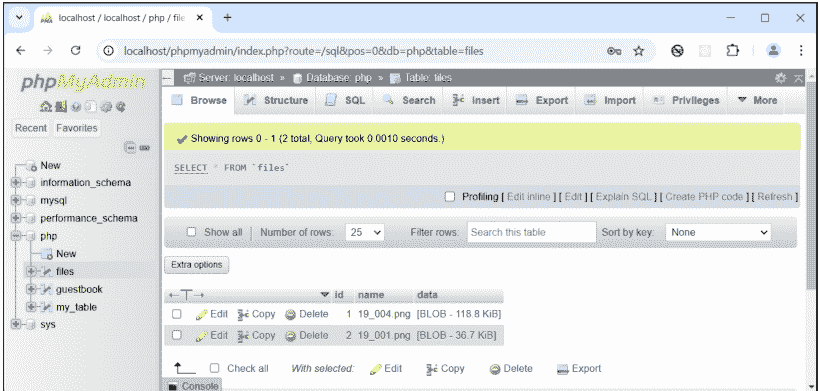 localhost / localhost / php / file
localhost/phpmyadmin/index.php?route=/sql&pos=0&db=php&table=files
phpMyAdmin
Recent Favorites
New
information_schema
mysql
performance_schema
php
New
files
guestbook
my_table
sys
Server: localhost » Database: php » Table: files
Browse Structure SQL Search Insert Export Import Privileges More
Showing rows 0 - 1 (2 total, Query took 0.0010 seconds.)
SELECT * FROM `files`
Profiling [ Edit inline ] [ Edit ] [ Explain SQL ] [ Create PHP code ] [ Refresh ]
Show all Number of rows: 25 Filter rows: Search this table Sort by key: None
Extra options
←T→ id name data
Edit Copy Delete 1 19_004.png [BLOB - 118.8 KiB]
Edit Copy Delete 2 19_001.png [BLOB - 36.7 KiB]
Check all With selected: Edit Copy Delete Export
Console